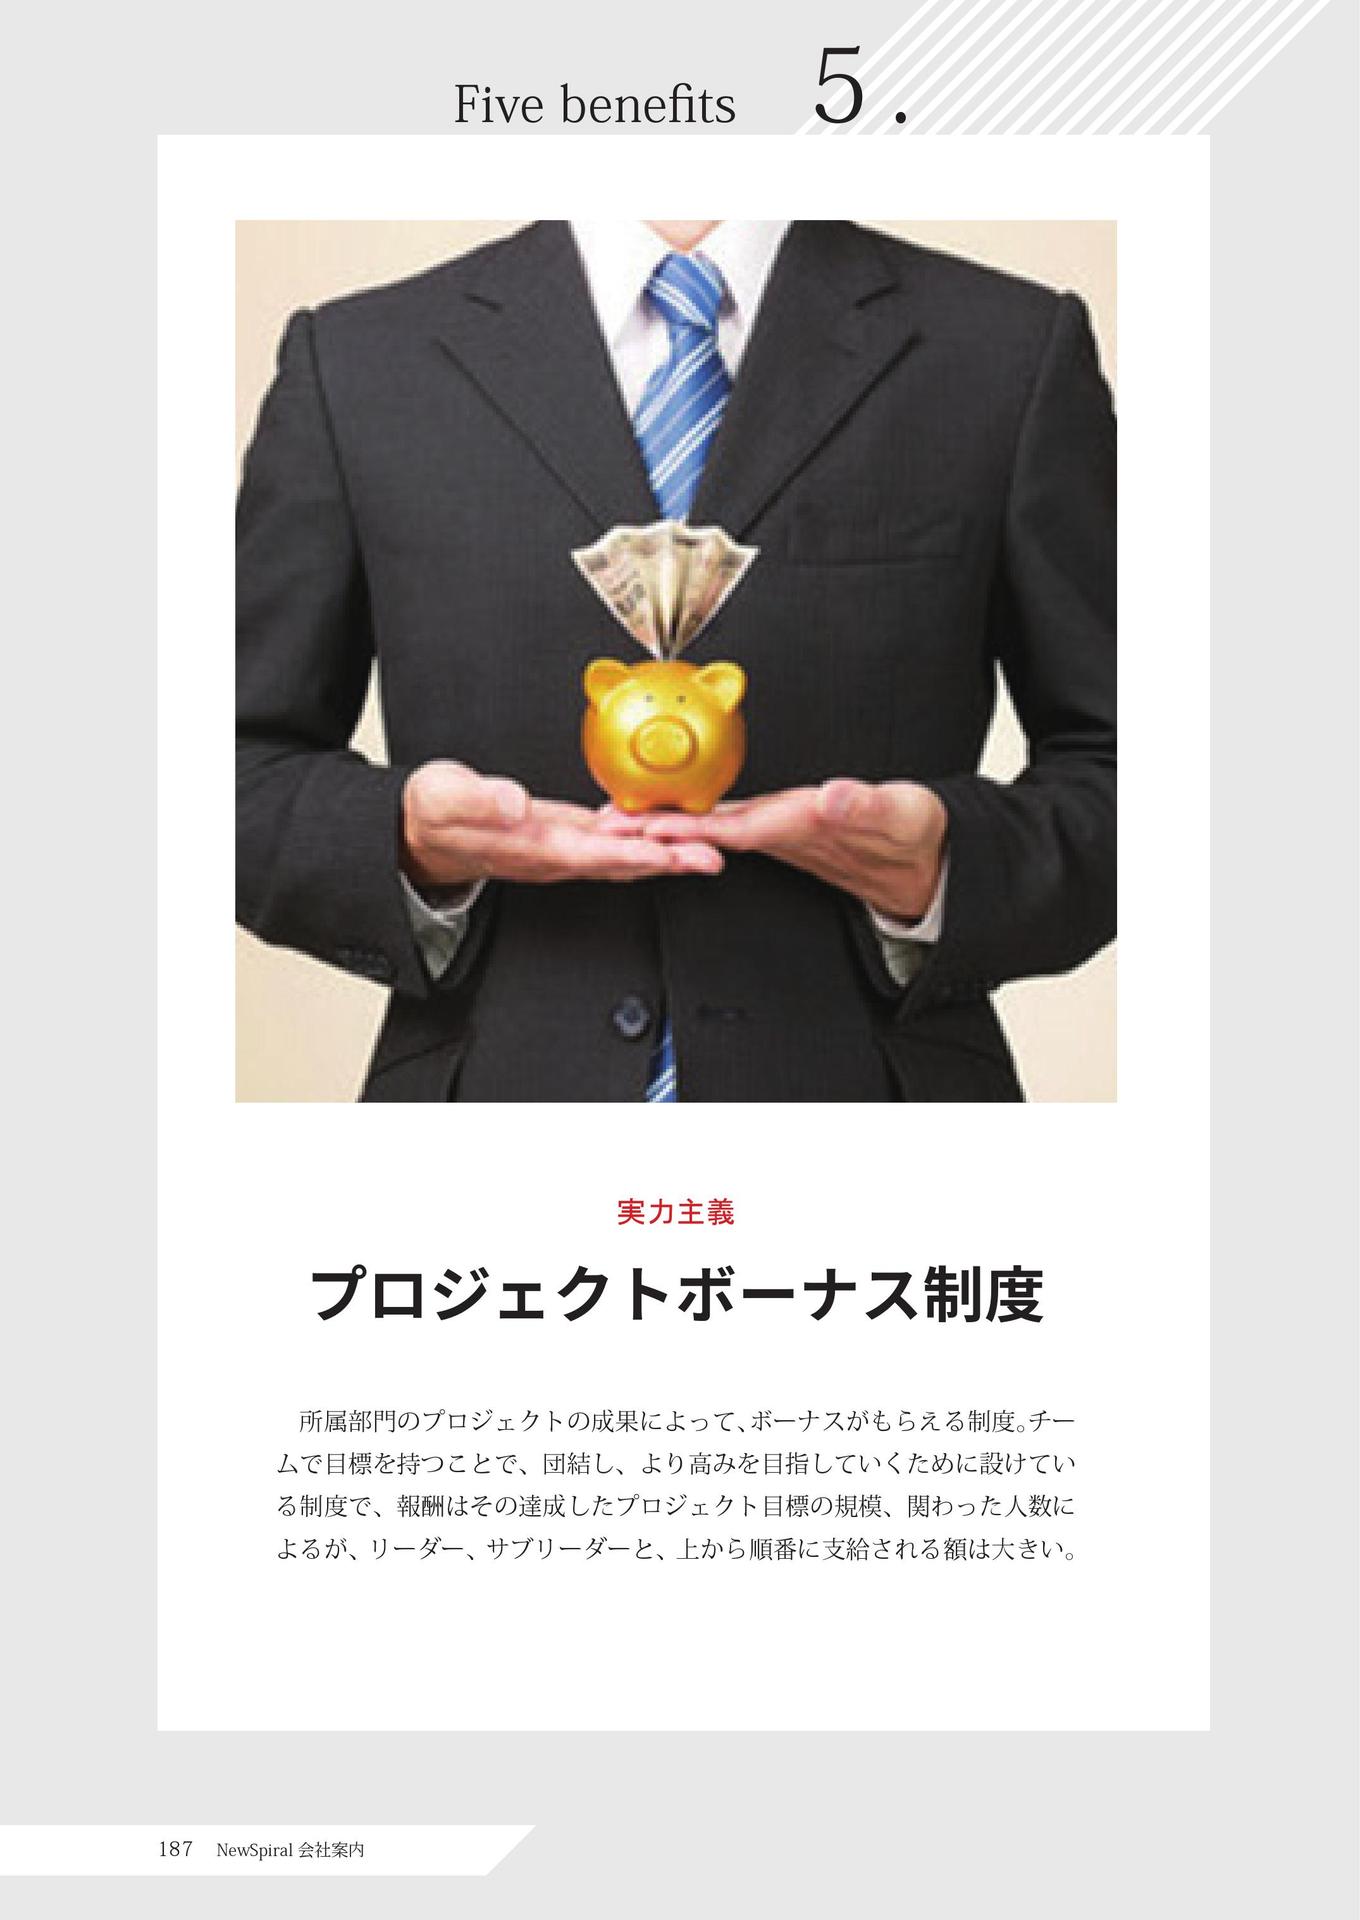 Five benefits 5.
実力主義
プロジェクトボーナス制度
所属部門のプロジェクトの成果によって、ボーナスがもらえる制度。チー
ムで目標を持つことで、団結し、より高みを目指していくために設けてい
る制度で、報酬はその達成したプロジェクト目標の規模、関わった人数に
よるが、リーダー、サブリーダーと、上から順番に支給される額は大きい。
187 NewSpiral 会社案内